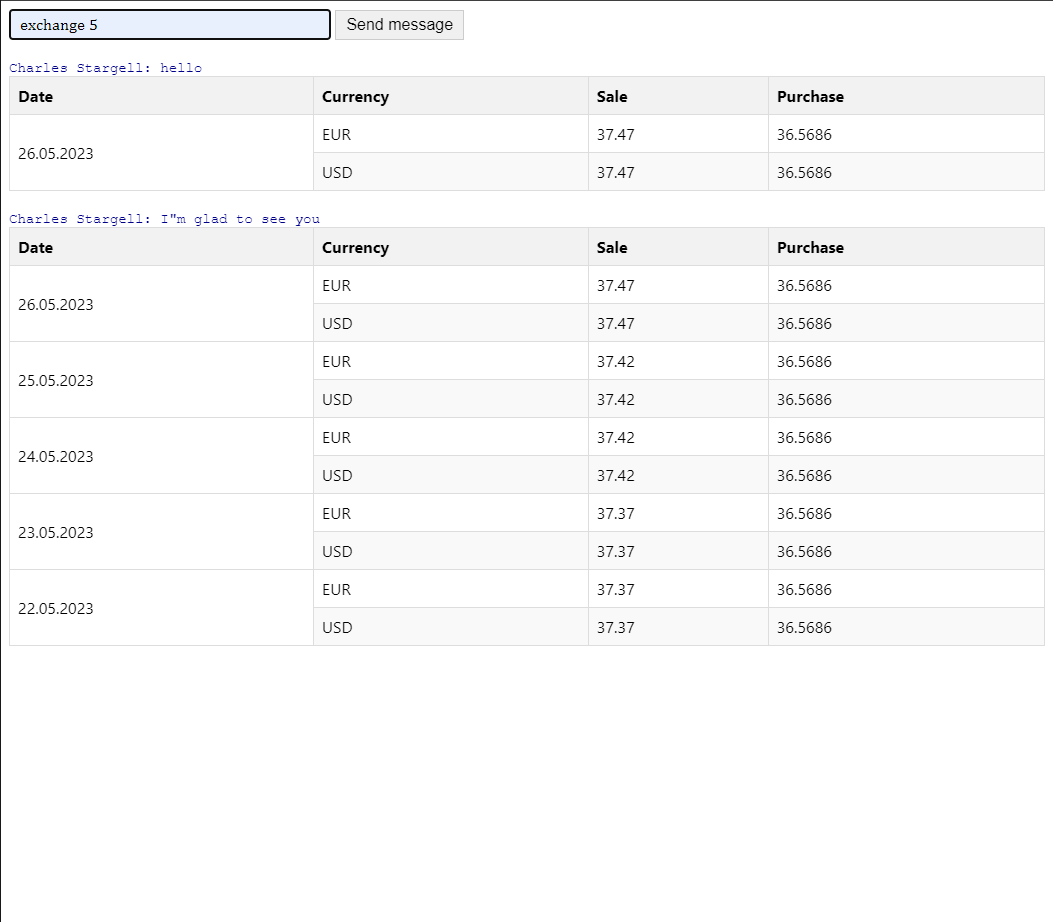 exchange 5 Send message
Charles Stargell: hello
Date Currency Sale Purchase
26.05.2023 EUR 37.47 36.5686
USD 37.47 36.5686
Charles Stargell: I"m glad to see you
Date Currency Sale Purchase
26.05.2023 EUR 37.47 36.5686
USD 37.47 36.5686
25.05.2023 EUR 37.42 36.5686
USD 37.42 36.5686
24.05.2023 EUR 37.42 36.5686
USD 37.42 36.5686
23.05.2023 EUR 37.37 36.5686
USD 37.37 36.5686
22.05.2023 EUR 37.37 36.5686
USD 37.37 36.5686